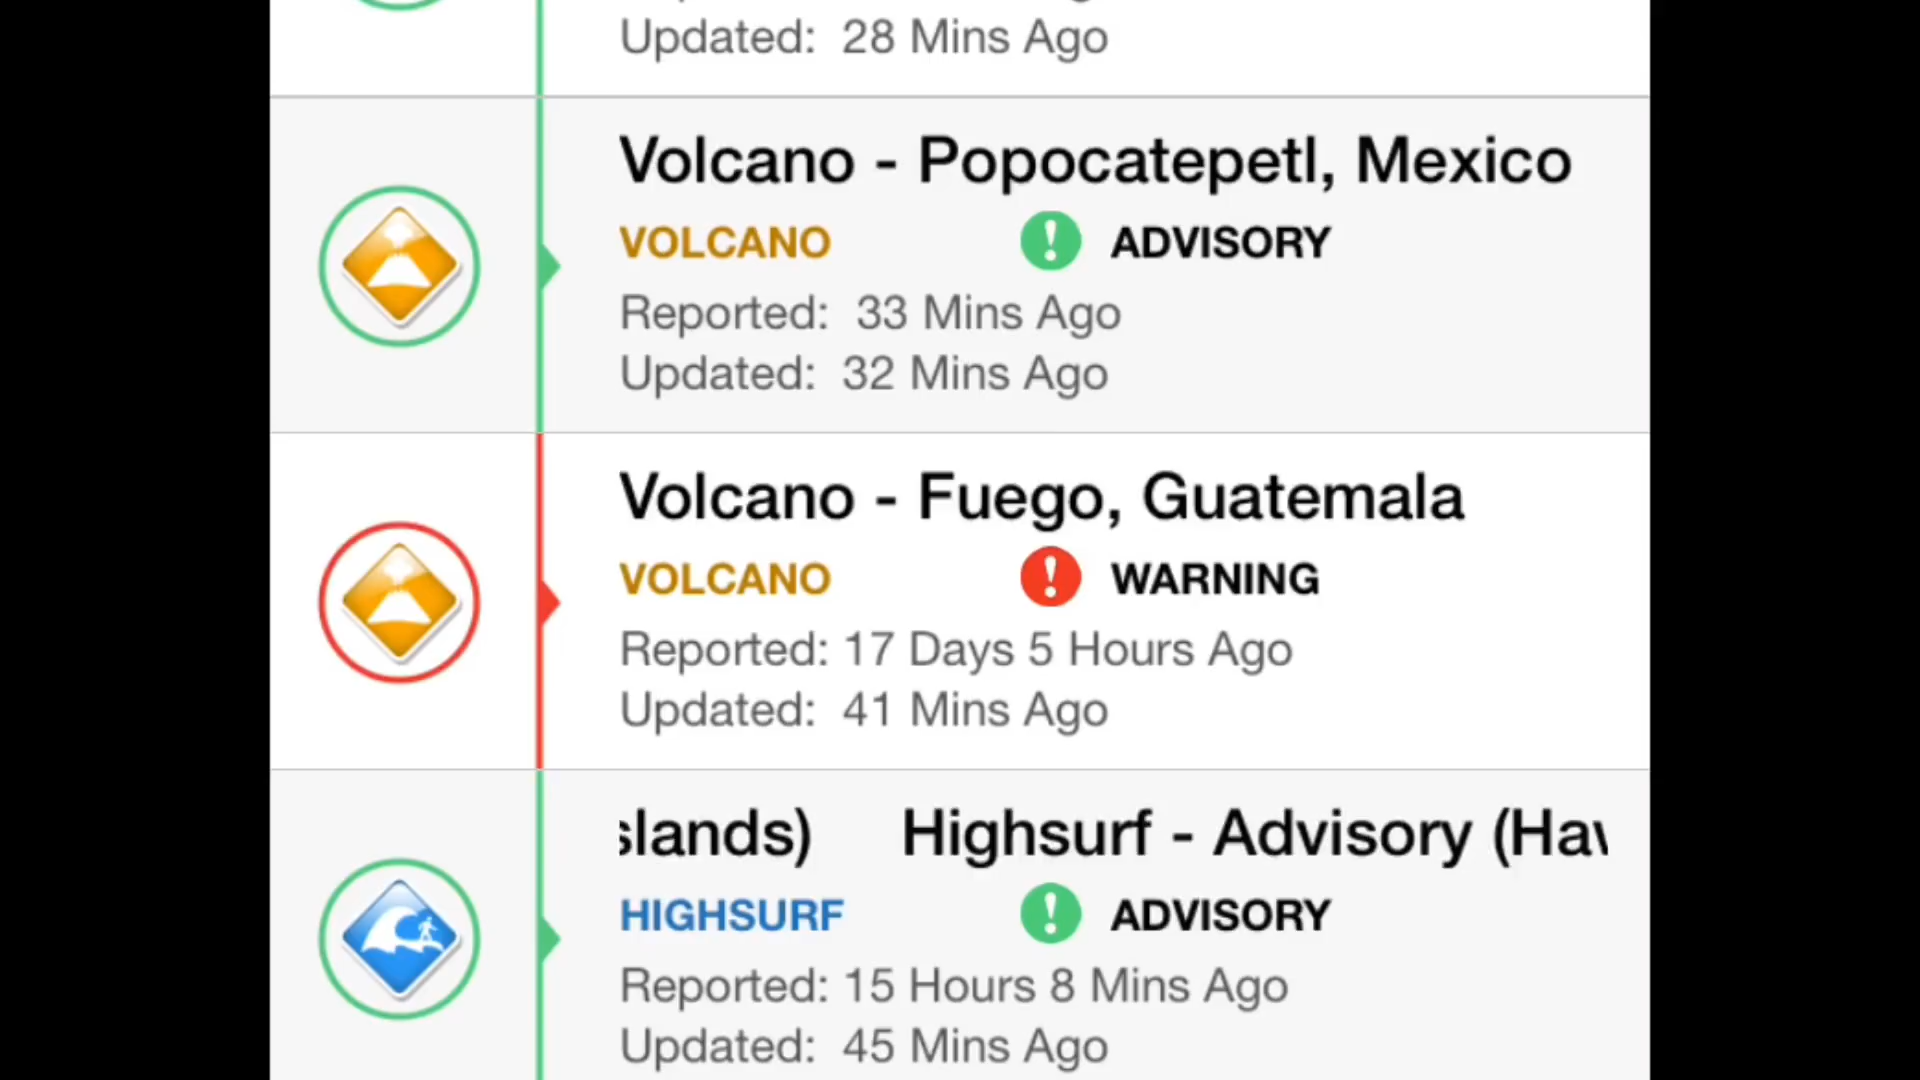 Updated: 28 Mins Ago
Volcano - Popocatepetl, Mexico
VOLCANO ! ADVISORY
Reported: 33 Mins Ago
Updated: 32 Mins Ago
Volcano - Fuego, Guatemala
VOLCANO ! WARNING
Reported: 17 Days 5 Hours Ago
Updated: 41 Mins Ago
slands) Highsurf - Advisory (Hav
HIGHSURF ! ADVISORY
Reported: 15 Hours 8 Mins Ago
Updated: 45 Mins Ago